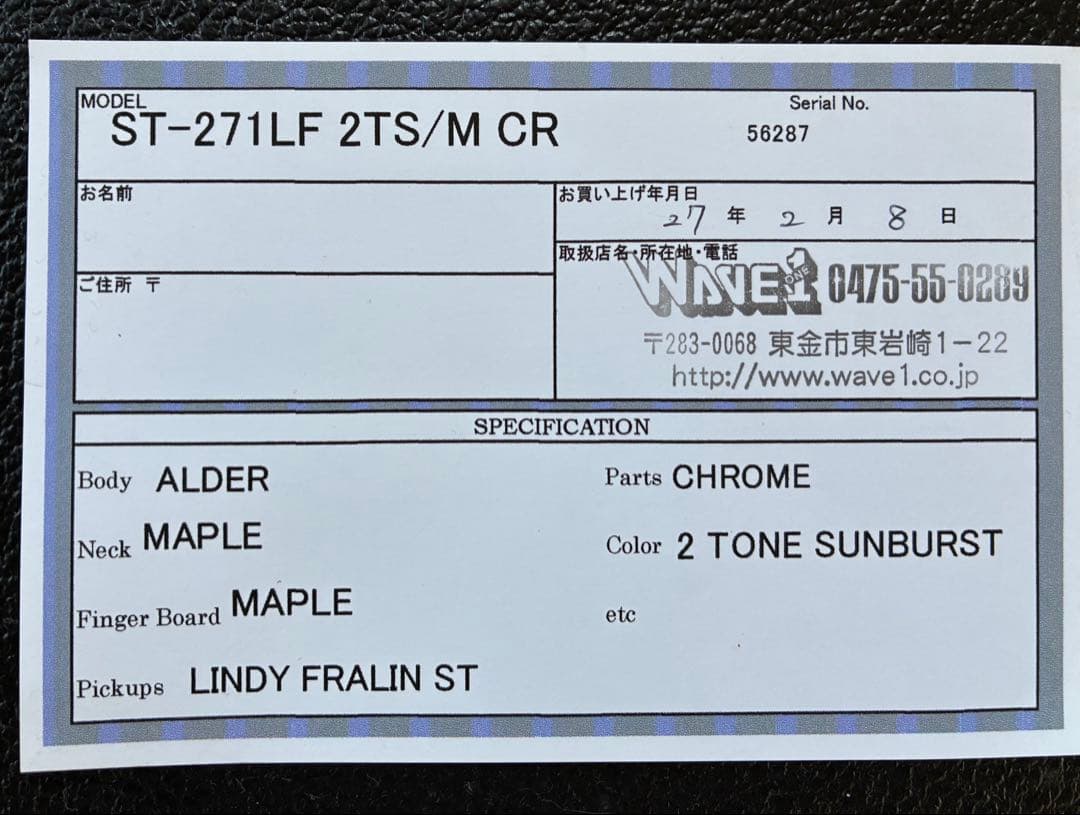 MODEL
ST-271LF 2TS/M CR
Serial No.
56287
お名前
お買い上げ年月日
27 年 2 月 8 日
取扱店名・所在地・電話
WAVE1 ONE 0475-55-0289
〒283-0068 東金市東岩崎1-22
http://www.wave1.co.jp
ご住所 〒
SPECIFICATION
Body ALDER
Parts CHROME
Neck MAPLE
Color 2 TONE SUNBURST
Finger Board MAPLE
etc
Pickups LINDY FRALIN ST